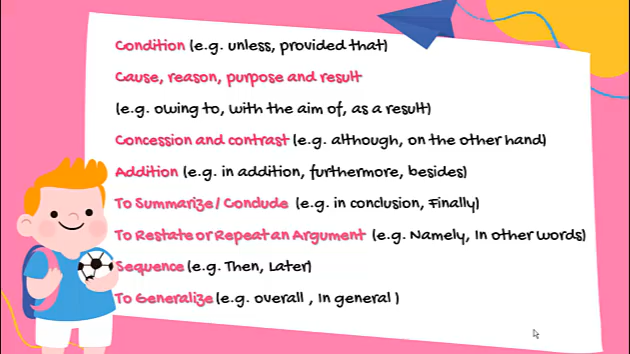 Condition (e.g. unless, provided that)
Cause, reason, purpose and result
(e.g. owing to, with the aim of, as a result)
Concession and contrast (e.g. although, on the other hand)
Addition (e.g. in addition, furthermore, besides)
To Summarize/ Conclude (e.g. in conclusion, Finally)
To Restate or Repeat an Argument (e.g. Namely, In other words)
Sequence (e.g. Then, Later)
To Generalize (e.g. overall , In general )